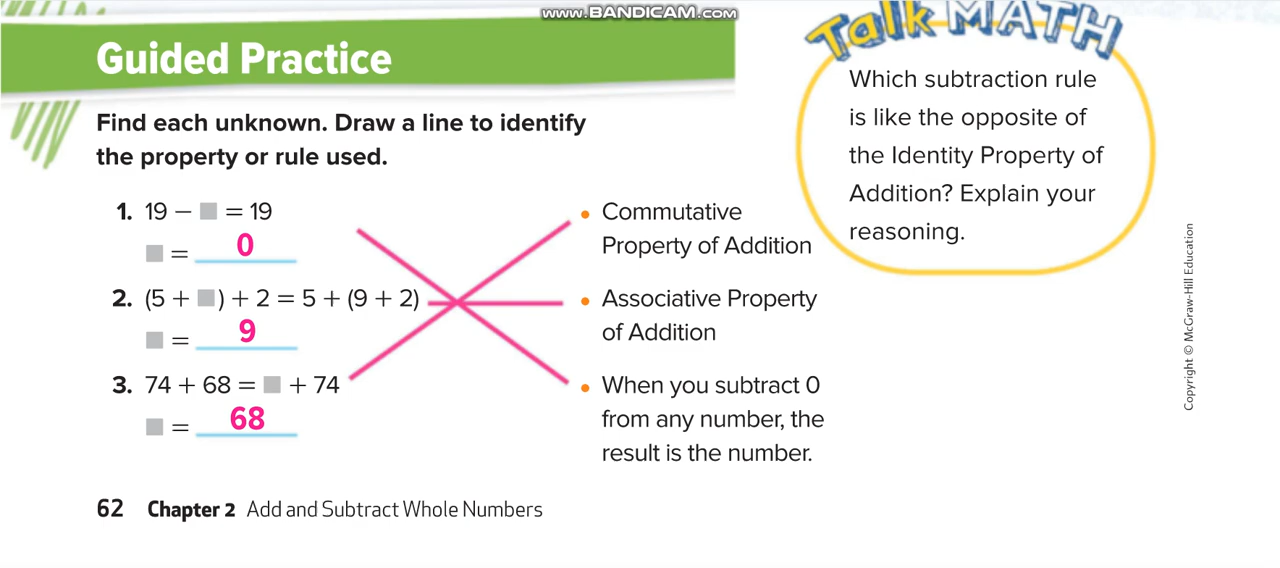 www.BANDICAM.com
Guided Practice
Talk MATH
Which subtraction rule
is like the opposite of
the Identity Property of
Addition? Explain your
reasoning.
Find each unknown. Draw a line to identify
the property or rule used.
1. 19 − ■ = 19
■ = 0
2. (5 + ■) + 2 = 5 + (9 + 2)
■ = 9
3. 74 + 68 = ■ + 74
■ = 68
• Commutative
Property of Addition
• Associative Property
of Addition
• When you subtract 0
from any number, the
result is the number.
Copyright © McGraw-Hill Education
62 Chapter 2 Add and Subtract Whole Numbers